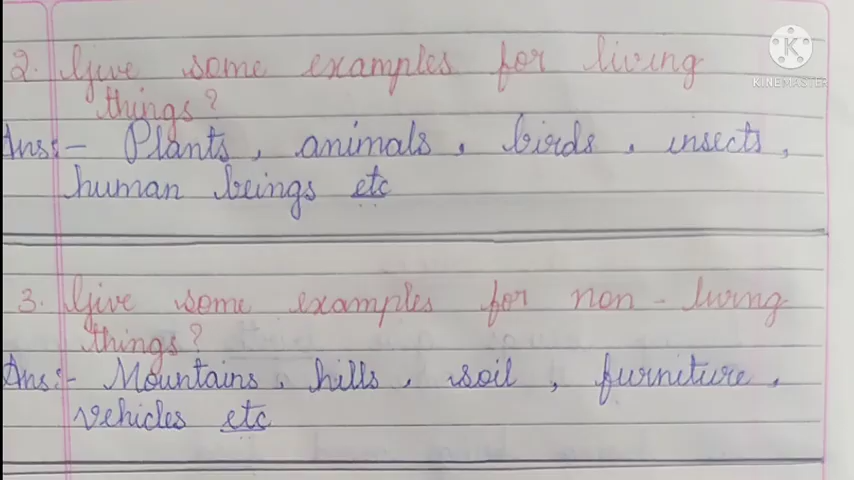 K
KINEMASTER
2. Give some examples for living
things?
Ans:- Plants, animals, birds, insects,
human beings etc
3. Give some examples for non-living
things?
Ans:- Mountains, hills, soil, furniture,
vehicles etc